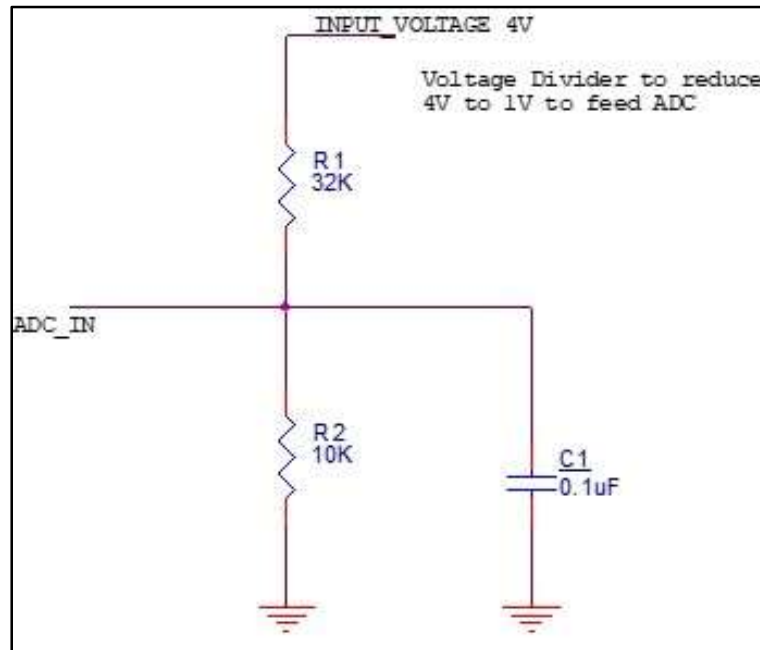 INPUT_VOLTAGE 4V
Voltage Divider to reduce
4V to 1V to feed ADC
R1
32K
ADC_IN
R2
10K
C1
0.1uF